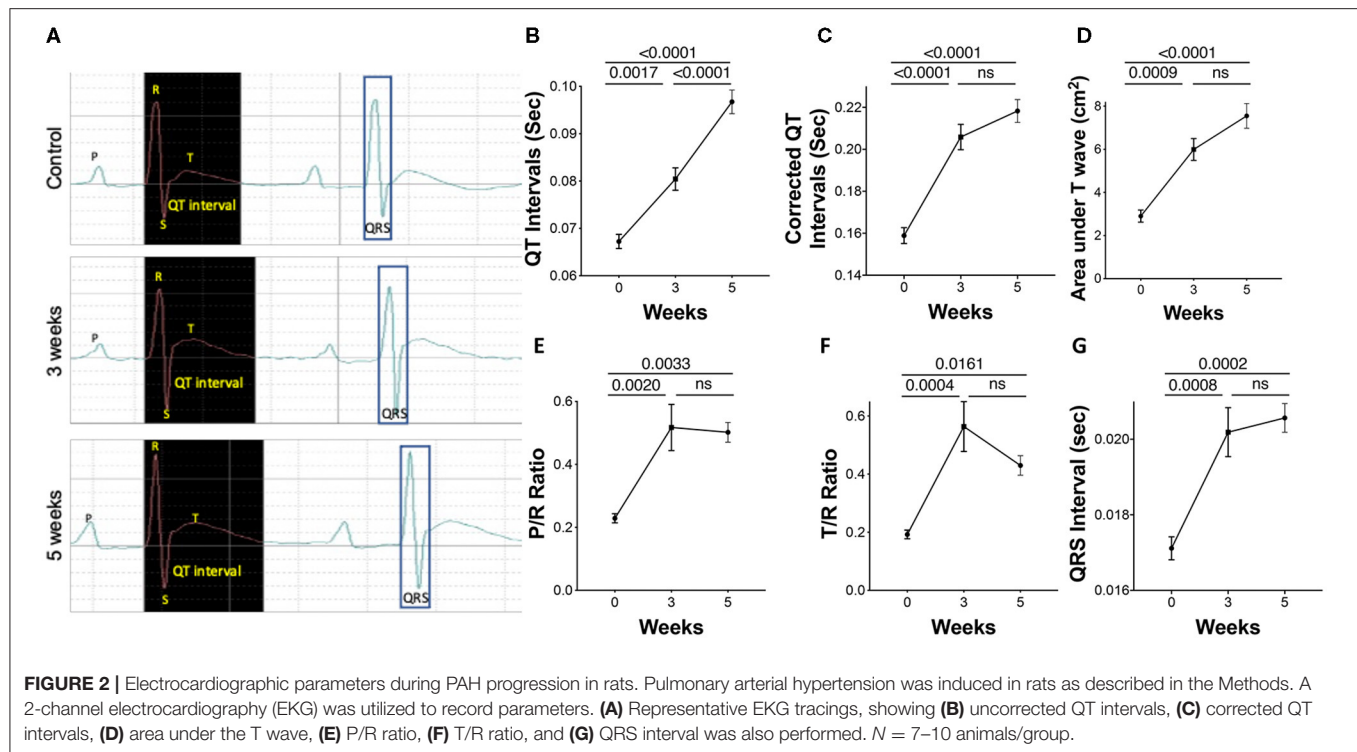 A
Control
P
R
T
QT interval
S
QRS
3 weeks
P
R
T
QT interval
S
QRS
5 weeks
P
R
T
QT interval
S
QRS
B
<0.0001
0.0017 <0.0001
QT Intervals (Sec)
0.10
0.09
0.08
0.07
0.06
0 3 5
Weeks
C
<0.0001
<0.0001 ns
Corrected QT
Intervals (Sec)
0.22
0.20
0.18
0.16
0.14
0 3 5
Weeks
D
<0.0001
0.0009 ns
Area under T wave (cm²)
8
6
4
2
0
0 3 5
Weeks
E
0.0033
0.0020 ns
P/R Ratio
0.6
0.4
0.2
0.0
0 3 5
Weeks
F
0.0161
0.0004 ns
T/R Ratio
0.6
0.4
0.2
0.0
0 3 5
Weeks
G
0.0002
0.0008 ns
QRS Interval (sec)
0.020
0.018
0.016
0 3 5
Weeks
FIGURE 2 | Electrocardiographic parameters during PAH progression in rats. Pulmonary arterial hypertension was induced in rats as described in the Methods. A
2-channel electrocardiography (EKG) was utilized to record parameters. (A) Representative EKG tracings, showing (B) uncorrected QT intervals, (C) corrected QT
intervals, (D) area under the T wave, (E) P/R ratio, (F) T/R ratio, and (G) QRS interval was also performed. N = 7–10 animals/group.